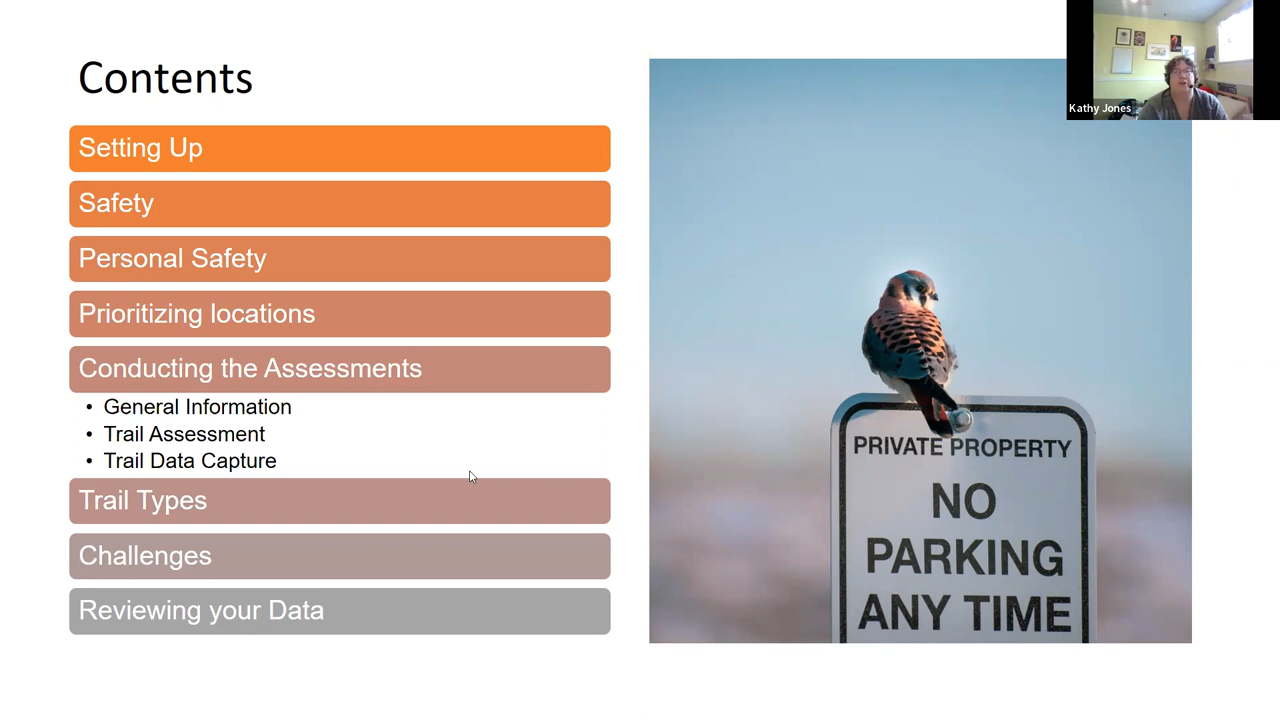 Contents
Setting Up
Safety
Personal Safety
Prioritizing locations
Conducting the Assessments
• General Information
• Trail Assessment
• Trail Data Capture
Trail Types
Challenges
Reviewing your Data
PRIVATE PROPERTY
NO
PARKING
ANY TIME
Kathy Jones